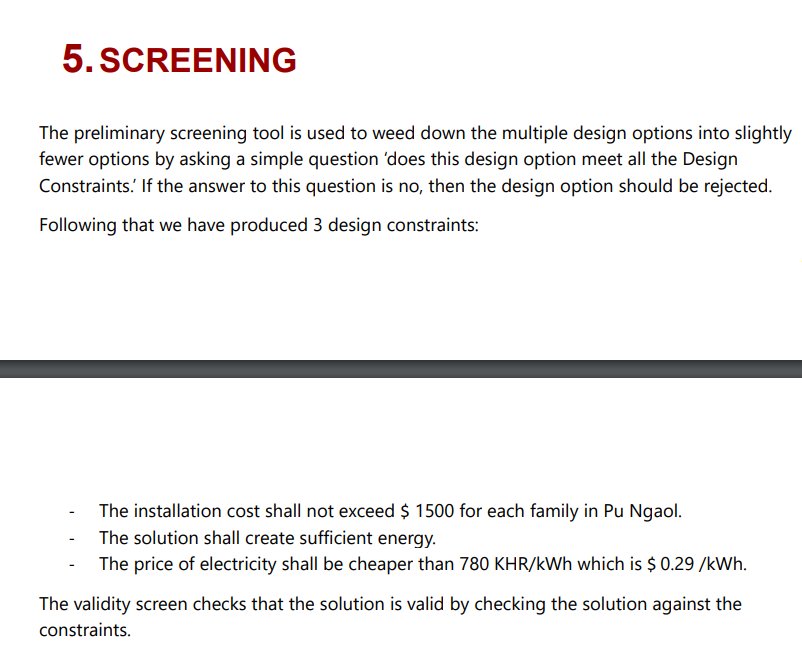 5. SCREENING
The preliminary screening tool is used to weed down the multiple design options into slightly
fewer options by asking a simple question ‘does this design option meet all the Design
Constraints.’ If the answer to this question is no, then the design option should be rejected.
Following that we have produced 3 design constraints:
- The installation cost shall not exceed $ 1500 for each family in Pu Ngaol.
- The solution shall create sufficient energy.
- The price of electricity shall be cheaper than 780 KHR/kWh which is $ 0.29 /kWh.
The validity screen checks that the solution is valid by checking the solution against the
constraints.